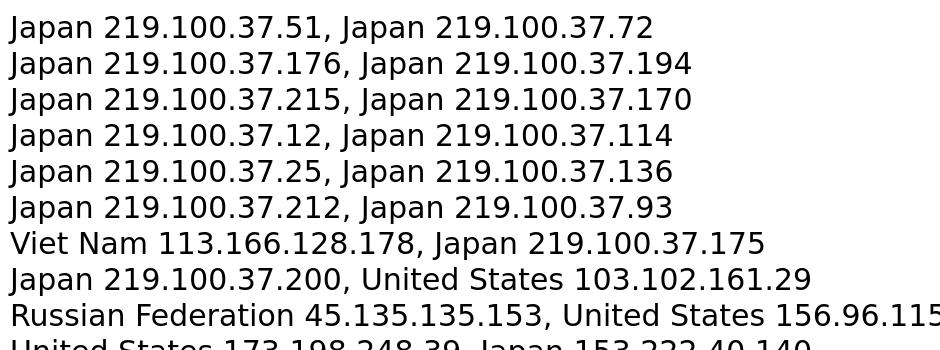 Japan 219.100.37.51, Japan 219.100.37.72
Japan 219.100.37.176, Japan 219.100.37.194
Japan 219.100.37.215, Japan 219.100.37.170
Japan 219.100.37.12, Japan 219.100.37.114
Japan 219.100.37.25, Japan 219.100.37.136
Japan 219.100.37.212, Japan 219.100.37.93
Viet Nam 113.166.128.178, Japan 219.100.37.175
Japan 219.100.37.200, United States 103.102.161.29
Russian Federation 45.135.135.153, United States 156.96.115
United States 173.198.248.39, Japan 153.222.40.140